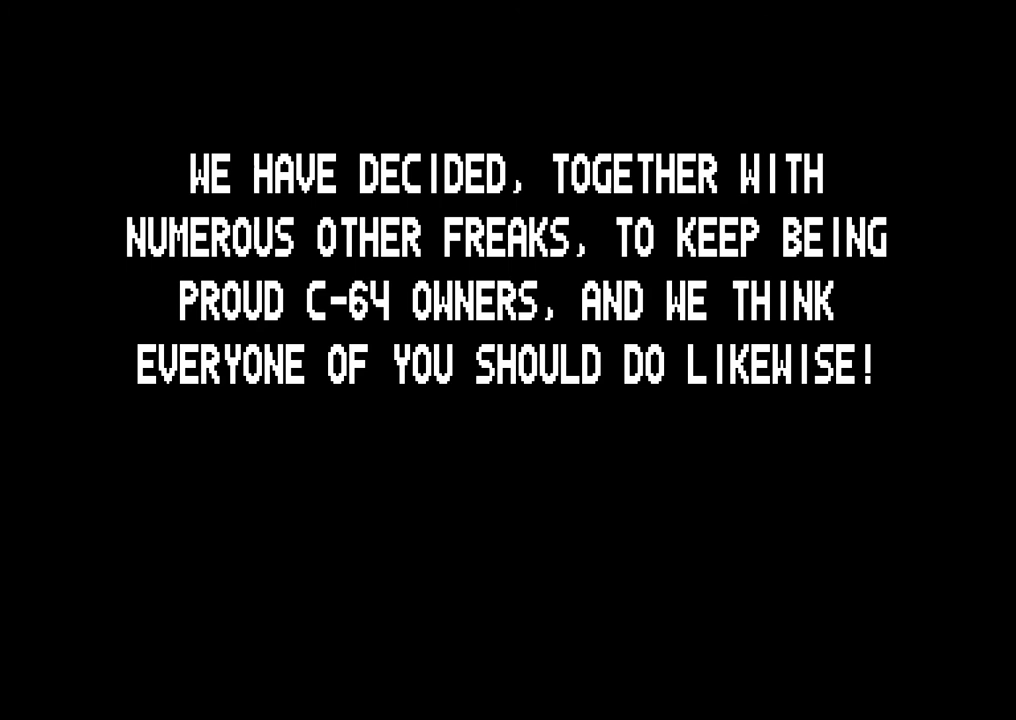 WE HAVE DECIDED, TOGETHER WITH
NUMEROUS OTHER FREAKS, TO KEEP BEING
PROUD C-64 OWNERS, AND WE THINK
EVERYONE OF YOU SHOULD DO LIKEWISE!